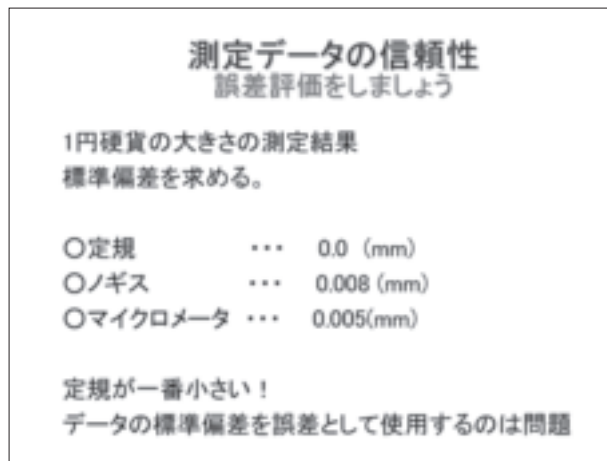 測定データの信頼性
誤差評価をしましょう
1円硬貨の大きさの測定結果
標準偏差を求める。
○定規 ・・・ 0.0 (mm)
○ノギス ・・・ 0.008 (mm)
○マイクロメータ ・・・ 0.005(mm)
定規が一番小さい！
データの標準偏差を誤差として使用するのは問題